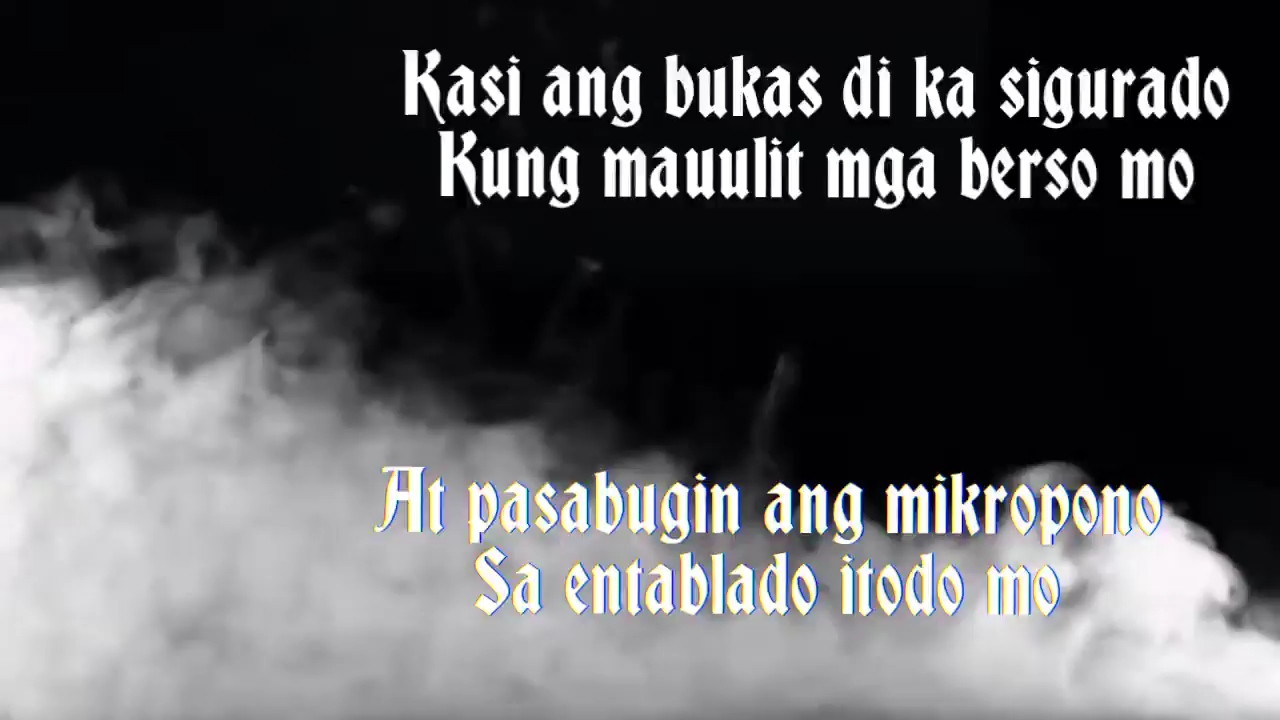 Kasi ang bukas di ka sigurado
Kung mauulit mga berso mo
At pasabugin ang mikropono
Sa entablado itodo mo